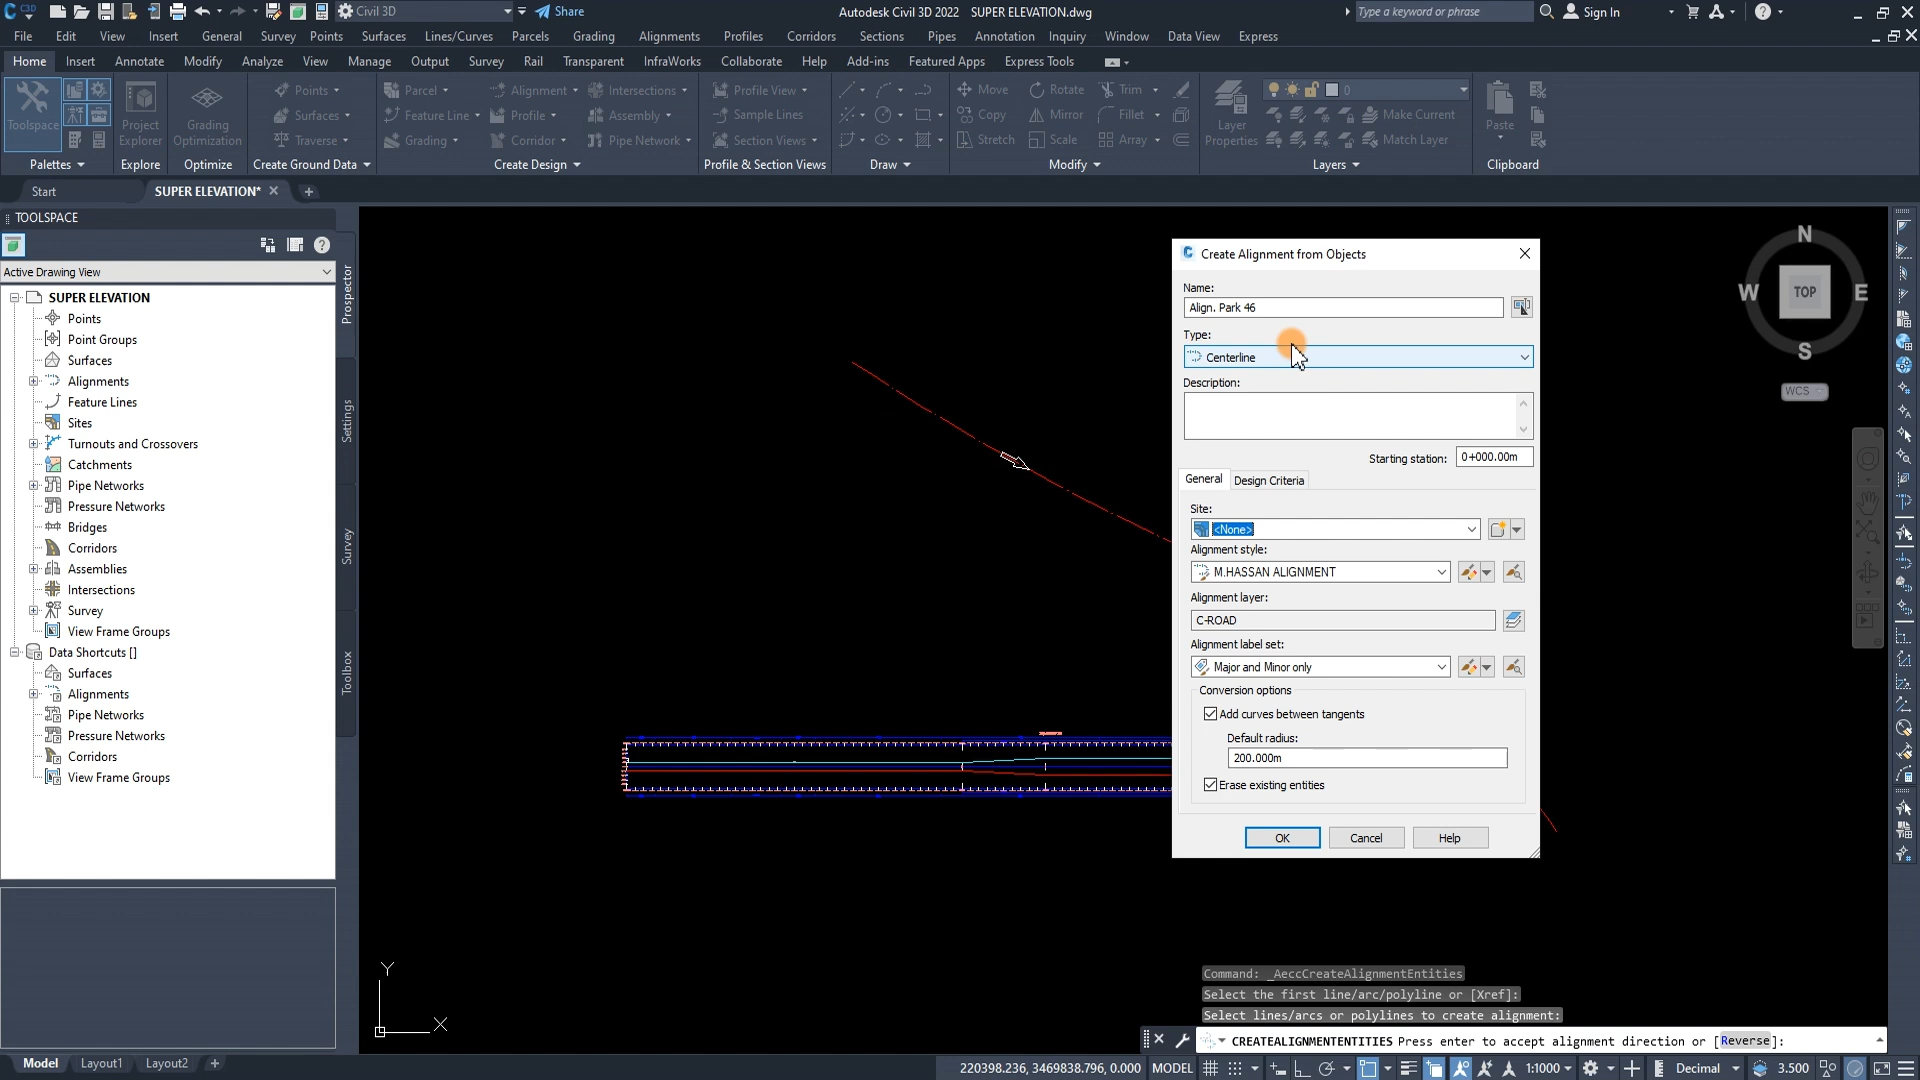 C3D
Civil 3D
Share
Autodesk Civil 3D 2022 SUPER ELEVATION.dwg
Type a keyword or phrase
Sign In
File Edit View Insert General Survey Points Surfaces Lines/Curves Parcels Grading Alignments Profiles Corridors Sections Pipes Annotation Inquiry Window Data View Express
Home Insert Annotate Modify Analyze View Manage Output Survey Rail Transparent InfraWorks Collaborate Help Add-ins Featured Apps Express Tools
Points Parcel Alignment Intersections Profile View Move Rotate Trim 0
Toolspace Project Explorer Grading Optimization Surfaces Feature Line Profile Assembly Sample Lines Copy Mirror Fillet Layer Properties Make Current Paste
Traverse Grading Corridor Pipe Network Section Views Stretch Scale Array Match Layer
Palettes Explore Optimize Create Ground Data Create Design Profile & Section Views Draw Modify Layers Clipboard
Start SUPER ELEVATION*
TOOLSPACE
Active Drawing View
SUPER ELEVATION
Points
Point Groups
Surfaces
Alignments
Feature Lines
Sites
Turnouts and Crossovers
Catchments
Pipe Networks
Pressure Networks
Bridges
Corridors
Assemblies
Intersections
Survey
View Frame Groups
Data Shortcuts []
Surfaces
Alignments
Pipe Networks
Pressure Networks
Corridors
View Frame Groups
Prospector
Settings
Survey
Toolbox
Create Alignment from Objects
Name:
Align. Park 46
Type:
Centerline
Description:
Starting station: 0+000.00m
General Design Criteria
Site:
<None>
Alignment style:
M.HASSAN ALIGNMENT
Alignment layer:
C-ROAD
Alignment label set:
Major and Minor only
Conversion options
Add curves between tangents
Default radius:
200.000m
Erase existing entities
OK Cancel Help
N
W TOP E
S
WCS
Y
X
Command: _AeccCreateAlignmentEntities
Select the first line/arc/polyline or [Xref]:
Select lines/arcs or polylines to create alignment:
CREATEALIGNMENTENTITIES Press enter to accept alignment direction or [Reverse]:
Model Layout1 Layout2
220398.236, 3469838.796, 0.000 MODEL 1:1000 Decimal 3.500